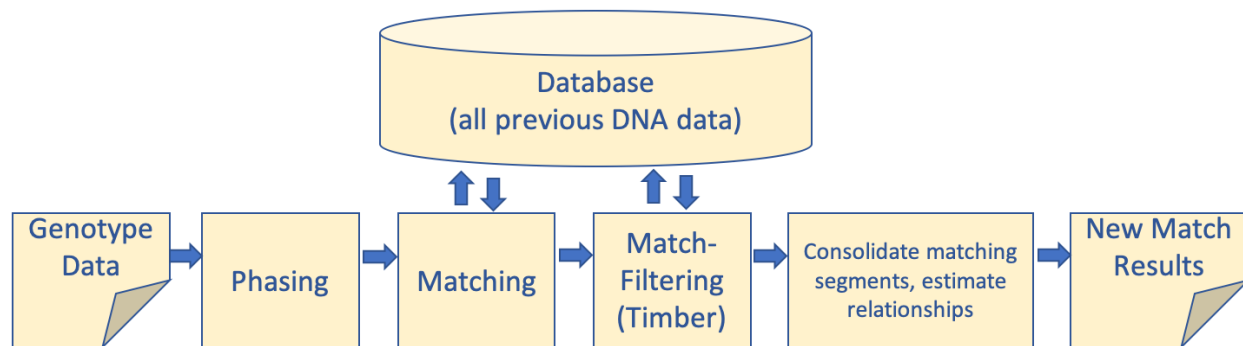 Database
(all previous DNA data)
Genotype
Data
Phasing
Matching
Match-
Filtering
(Timber)
Consolidate matching
segments, estimate
relationships
New Match
Results